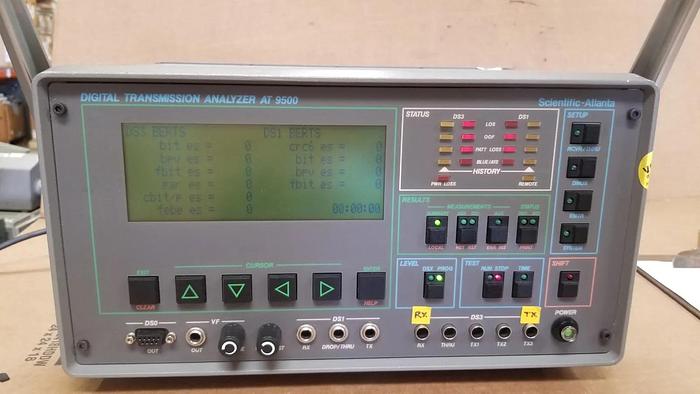 DIGITAL TRANSMISSION ANALYZER AT 9500
Scientific-Atlanta
DS3 BERTS DS1 BERTS
bit es = 0 crc6 es = 0
bpv es = 0 bit es = 0
fbit es = 0 bpv es = 0
par es = 0 fbit es = 0
cbit/P es = 0
febe es = 0 00:00:00
STATUS
DS3 DS1
LOS
OOF
PATT LOSS
BLUE/AIS
HISTORY
PWR LOSS REMOTE
SETUP
SYSTEM
RESULTS
MEASUREMENTS STATUS
LOCAL PRINT
LEVEL
DSX
TEST
RUN STOP TIME
SHIFT
EXIT
CURSOR
ENTER
CLEAR
HELP
DS0
OUT
VF
OUT
DS1
RX DROP/THRU TX
RX
DS3
TX
RX THRU TX1 TX2 TX3
POWER